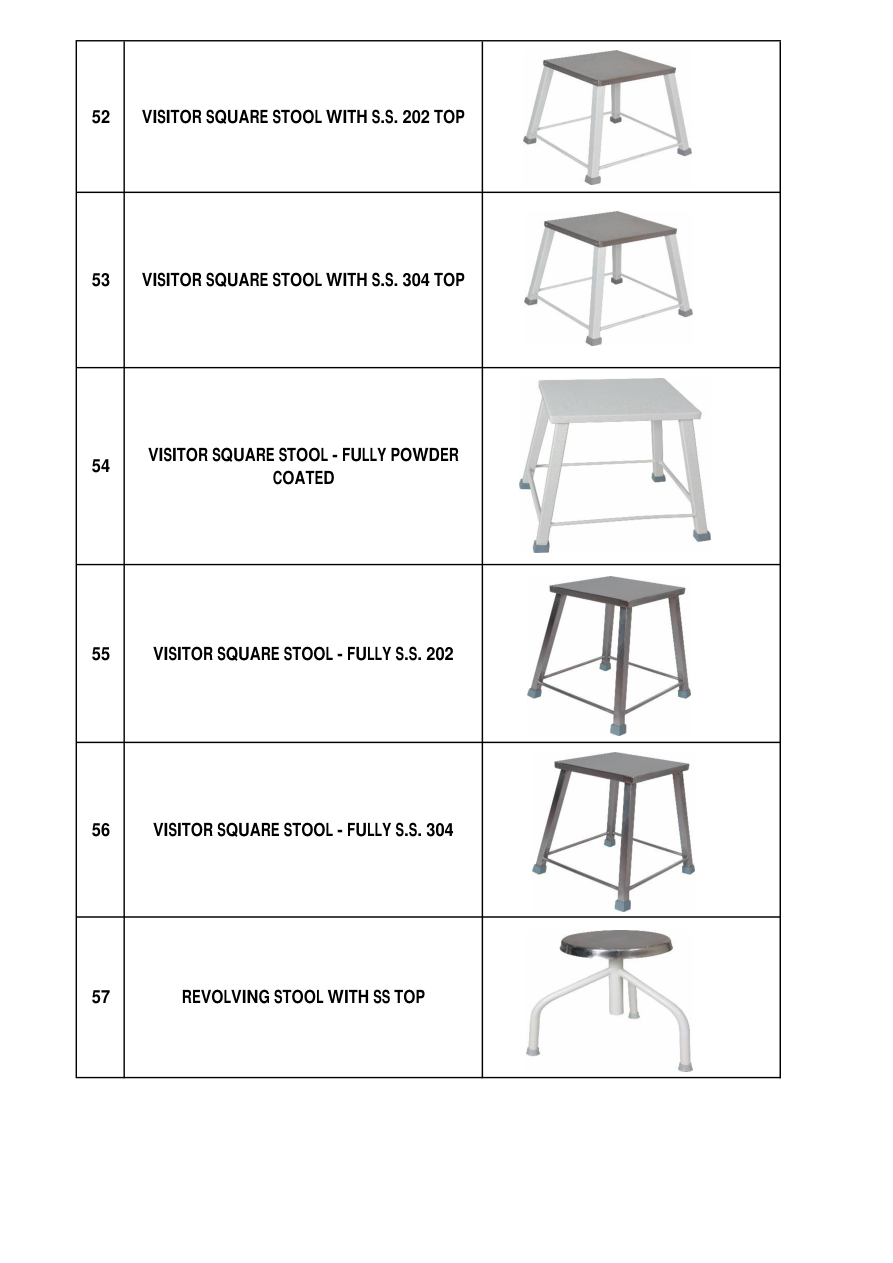 52
VISITOR SQUARE STOOL WITH S.S. 202 TOP
53
VISITOR SQUARE STOOL WITH S.S. 304 TOP
54
VISITOR SQUARE STOOL - FULLY POWDER
COATED
55
VISITOR SQUARE STOOL - FULLY S.S. 202
56
VISITOR SQUARE STOOL - FULLY S.S. 304
57
REVOLVING STOOL WITH SS TOP